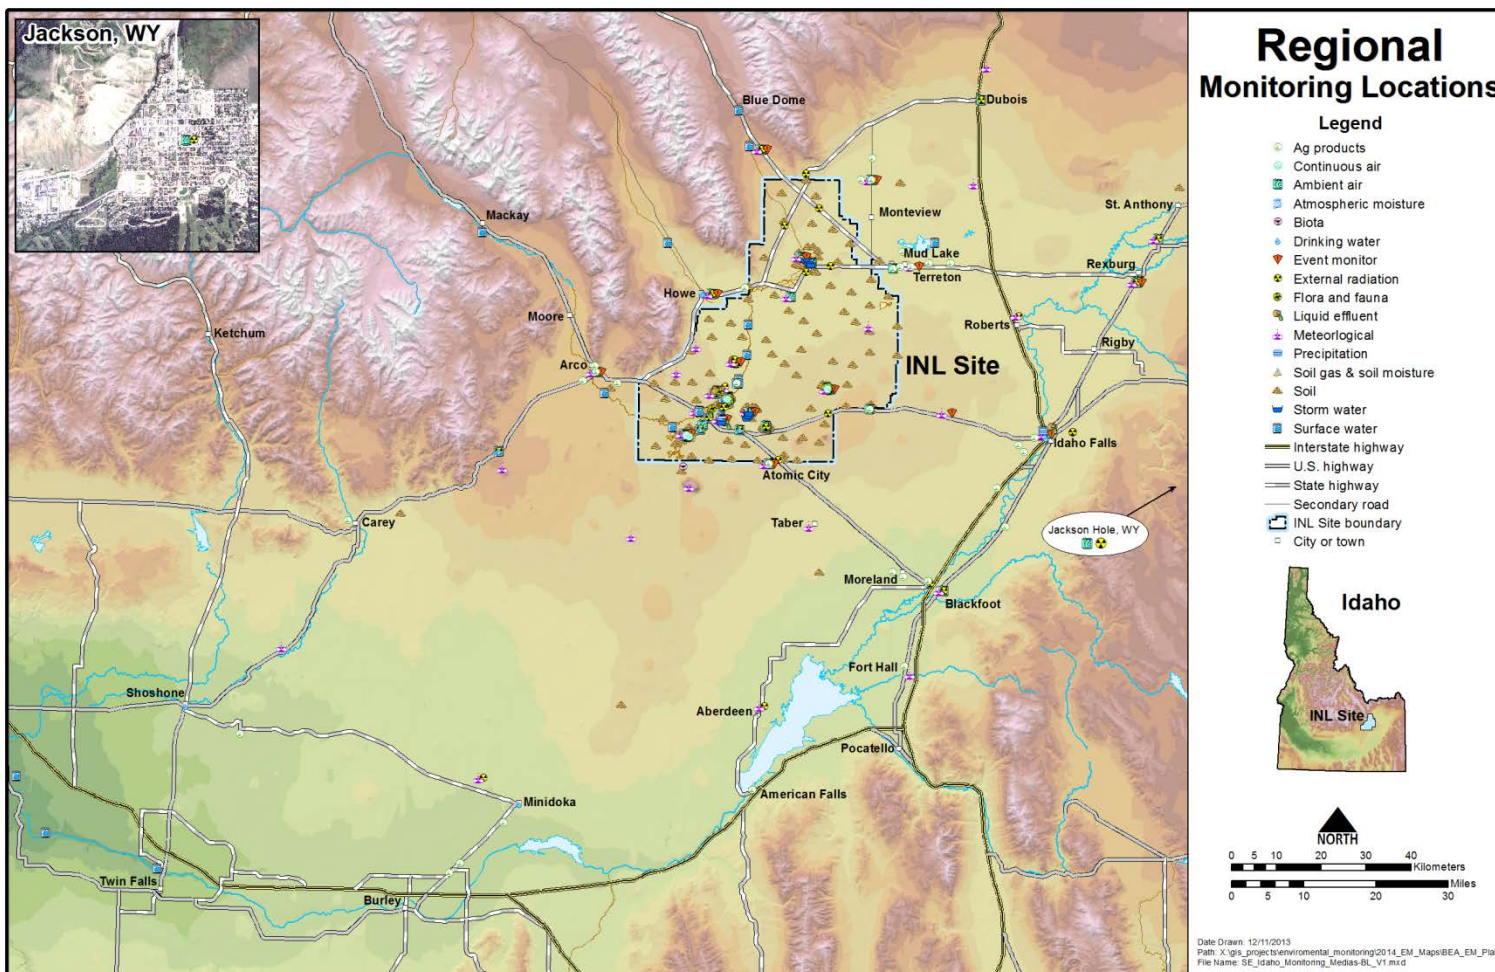 Jackson, WY
Regional
Monitoring Locations
Legend
Ag products
Continuous air
Ambient air
Atmospheric moisture
Biota
Drinking water
Event monitor
External radiation
Flora and fauna
Liquid effluent
Meteorlogical
Precipitation
Soil gas & soil moisture
Soil
Storm water
Surface water
Interstate highway
U.S. highway
State highway
Secondary road
INL Site boundary
City or town
Blue Dome
Dubois
Mackay
Monteview
St. Anthony
Mud Lake
Terreton
Rexburg
Howe
Moore
Ketchum
Roberts
Rigby
Arco
INL Site
Idaho Falls
Atomic City
Carey
Taber
Jackson Hole, WY
Moreland
Blackfoot
Fort Hall
Shoshone
Aberdeen
Pocatello
Minidoka
American Falls
Twin Falls
Burley
Idaho
INL Site
NORTH
0 5 10 20 30 40
Kilometers
Miles
0 5 10 20 30
Date Drawn: 12/11/2013
Path: X:\gis_projects\enviromental_monitoring\2014_EM_Maps\BEA_EM_Pla
File Name: SE_Idaho_Monitoring_Medias-BL_V1.mxd